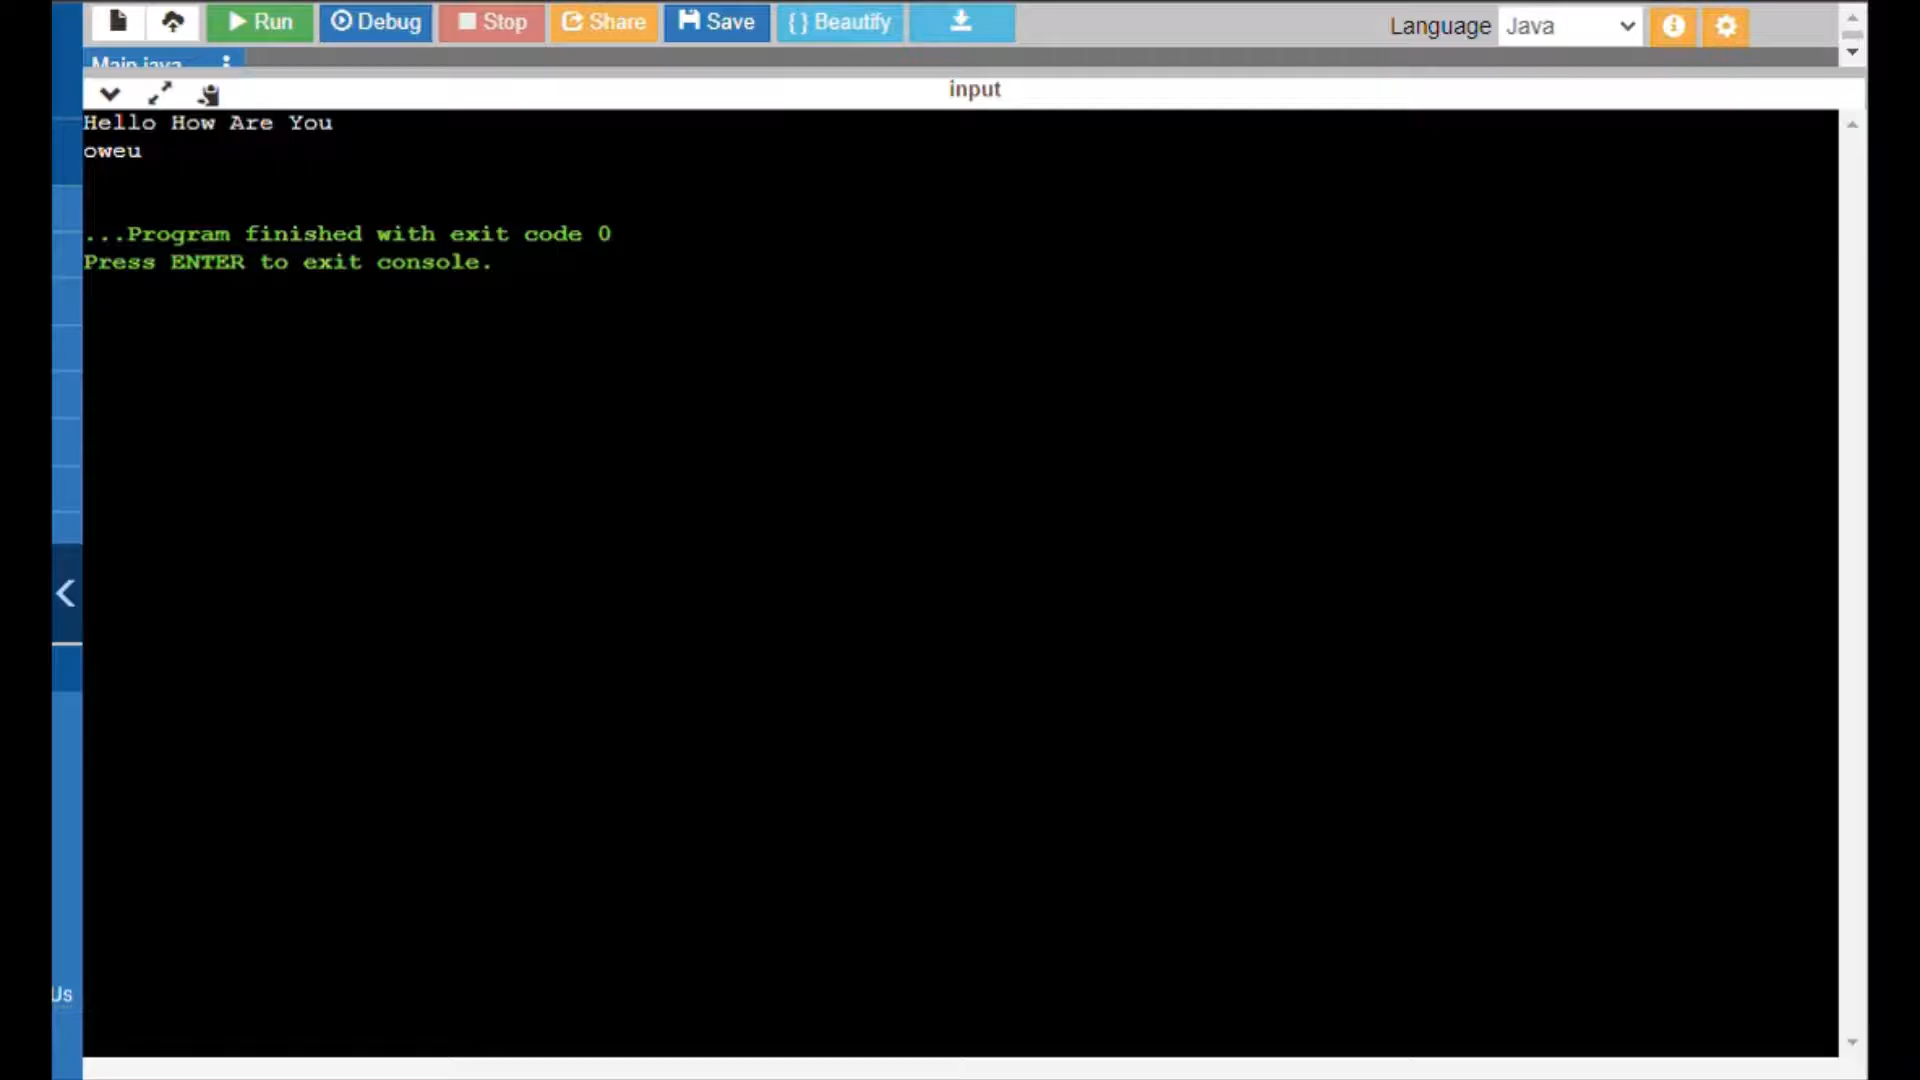 Run Debug Stop Share Save { } Beautify Language Java
Main.java
input
Hello How Are You
oweu
...Program finished with exit code 0
Press ENTER to exit console.
Us